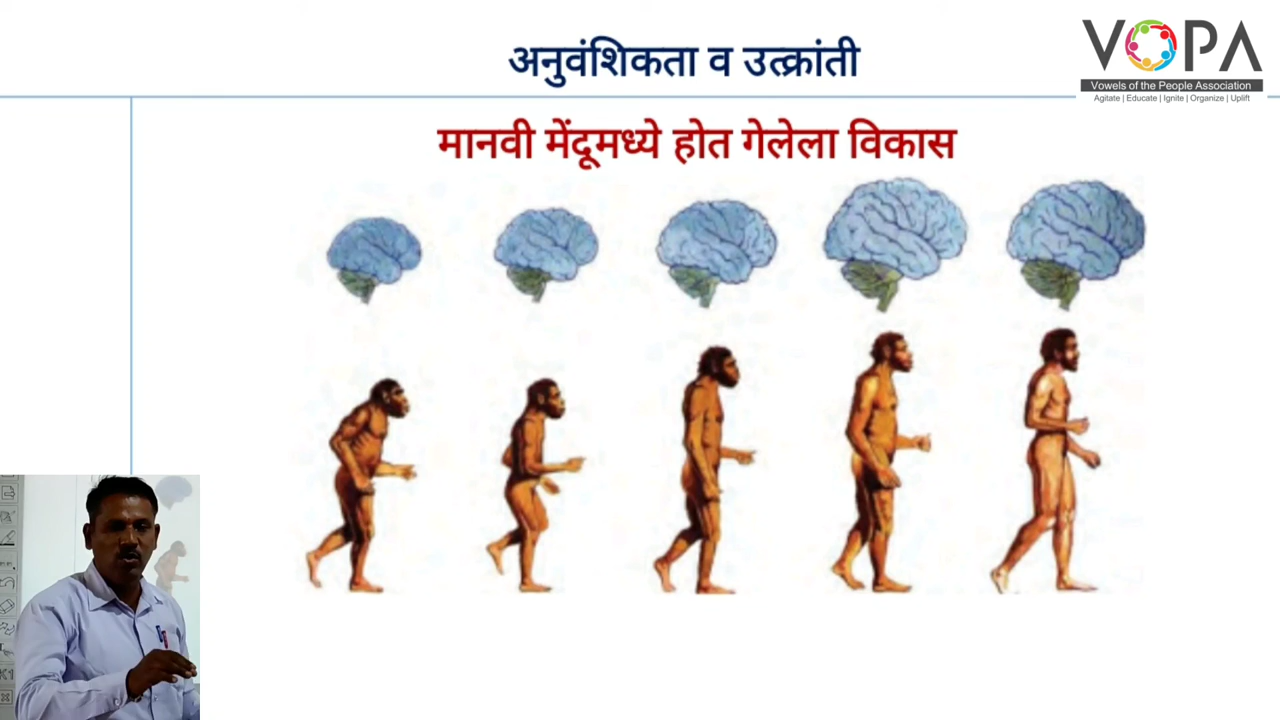 अनुवंशिकता व उत्क्रांती
VOPA
Vowels of the People Association
Agitate | Educate | Ignite | Organize | Uplift
मानवी मेंदूमध्ये होत गेलेला विकास